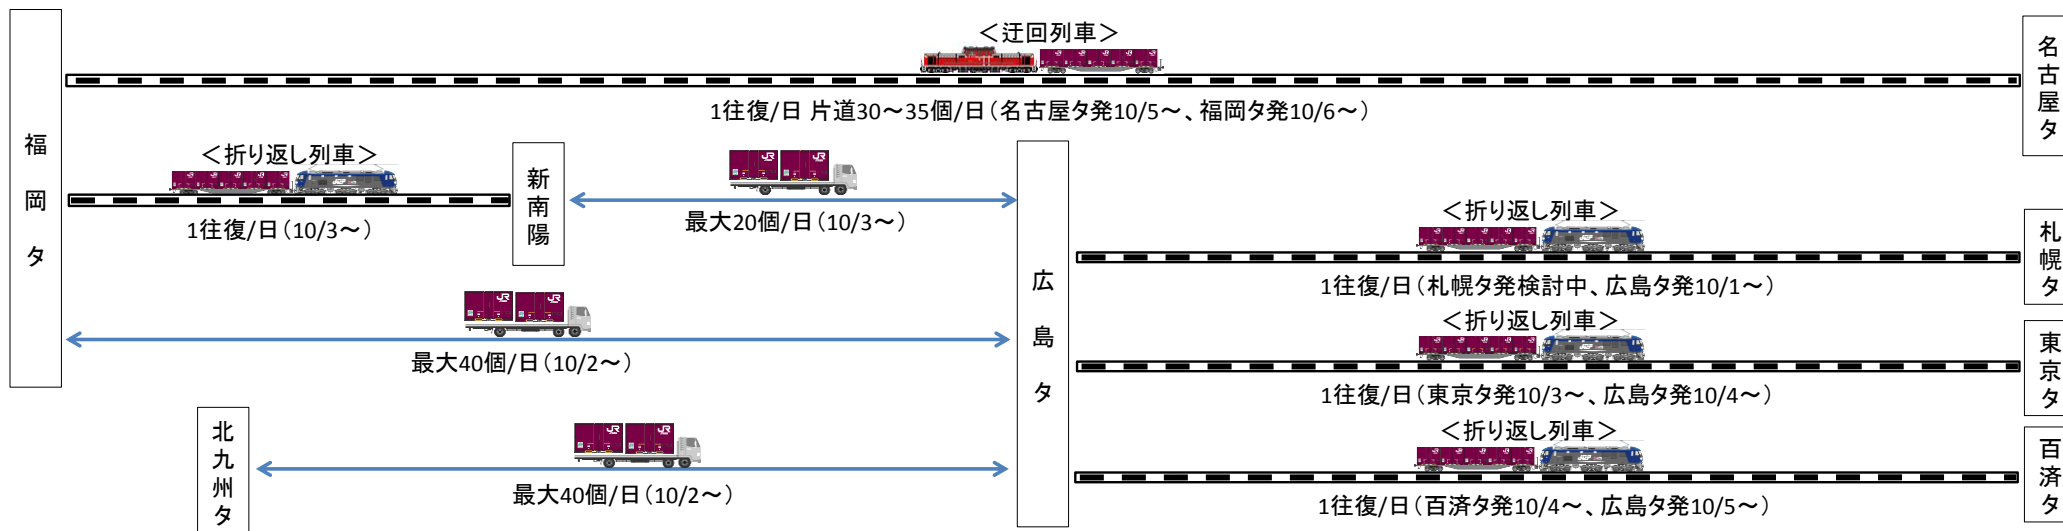 ＜迂回列車＞
1往復/日 片道30～35個/日（名古屋タ発10/5～、福岡タ発10/6～）
福岡タ
名古屋タ
＜折り返し列車＞
1往復/日（10/3～）
新南陽
最大20個/日（10/3～）
広島タ
＜折り返し列車＞
1往復/日（札幌タ発検討中、広島タ発10/1～）
札幌タ
最大40個/日（10/2～）
＜折り返し列車＞
1往復/日（東京タ発10/3～、広島タ発10/4～）
東京タ
北九州タ
最大40個/日（10/2～）
＜折り返し列車＞
1往復/日（百済タ発10/4～、広島タ発10/5～）
百済タ